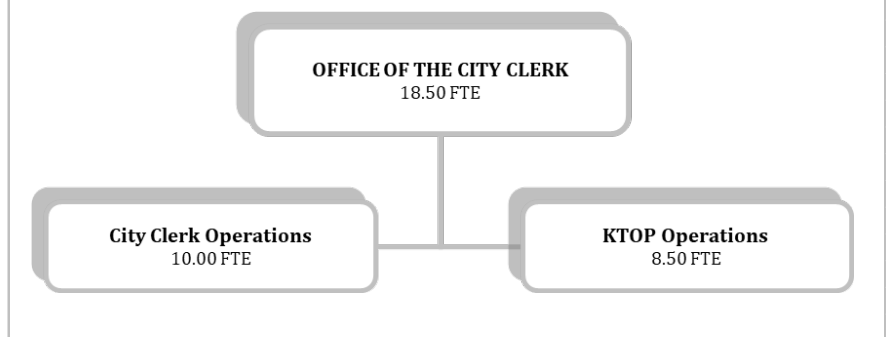 OFFICE OF THE CITY CLERK
18.50 FTE
City Clerk Operations
10.00 FTE
KTOP Operations
8.50 FTE